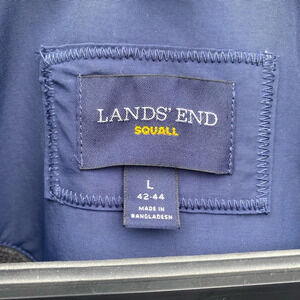 LANDS' END
SQUALL
L
42-44
MADE IN
BANGLADESH